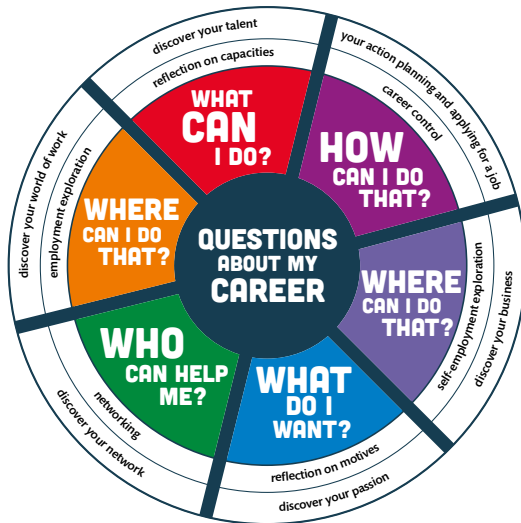 QUESTIONS
ABOUT MY
CAREER
discover your talent
reflection on capacities
WHAT
CAN
I DO?
your action planning and applying for a job
career control
HOW
CAN I DO
THAT?
discover your business
self-employment exploration
WHERE
CAN I DO
THAT?
WHAT
DO I
WANT?
reflection on motives
discover your passion
WHO
CAN HELP
ME?
networking
discover your network
discover your world of work
employment exploration
WHERE
CAN I DO
THAT?